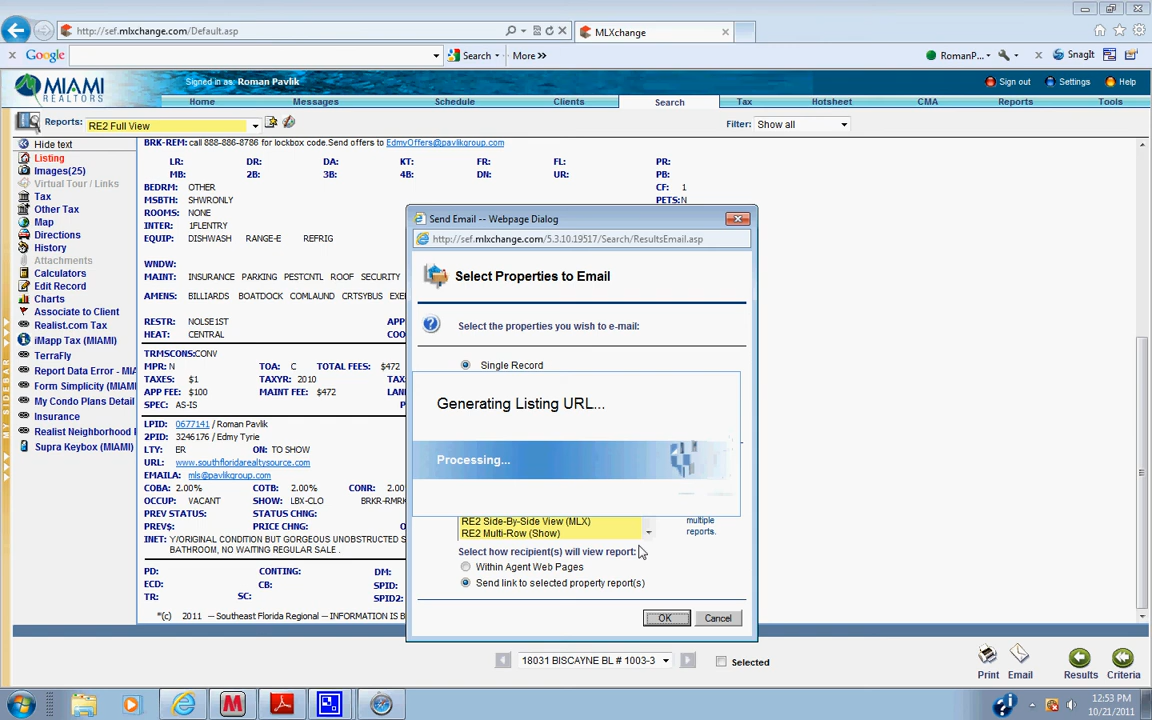 http://sef.mlxchange.com/Default.asp
MLXchange
Google
Search
More »
RomanP...
SnagIt
MIAMI
REALTORS
Signed in as: Roman Pavlik
Sign out
Settings
Help
Home
Messages
Schedule
Clients
Search
Tax
Hotsheet
CMA
Reports
Tools
Reports:
RE2 Full View
Filter: Show all
Hide text
Listing
Images(25)
Virtual Tour / Links
Tax
Other Tax
Map
Directions
History
Attachments
Calculators
Edit Record
Charts
Associate to Client
Realist.com Tax
iMapp Tax (MIAMI)
TerraFly
Report Data Error - MIA
Form Simplicity (MIAMI
My Condo Plans Detail
Insurance
Realist Neighborhood
Supra Keybox (MIAMI)
MY SIDEBAR
BRK-REM: call 888-886-8786 for lockbox code.Send offers to EdmyOffers@pavlikgroup.com
LR: DR: DA: KT: FR: FL: PR:
MB: 2B: 3B: 4B: DN: UR: PB:
BEDRM: OTHER CF: 1
MSBTH: SHWRONLY PETS:N
ROOMS: NONE
INTER: 1FLENTRY
EQUIP: DISHWASH RANGE-E REFRIG
WNDW:
MAINT: INSURANCE PARKING PESTCNTL ROOF SECURITY
AMENS: BILLIARDS BOATDOCK COMLAUND CRTSYBUS EXE
RESTR: NOLSE1ST APP
HEAT: CENTRAL COO
TRMSCONS:CONV
MPR: N TOA: C TOTAL FEES: $472
TAXES: $1 TAXYR: 2010 TAX
APP FEE: $100 MAINT FEE: $472 LAN
SPEC: AS-IS P
LPID: 0677141 / Roman Pavlik
2PID: 3246176 / Edmy Tyrie
LTY: ER ON: TO SHOW
URL: www.southfloridarealtysource.com
EMAILA: mls@pavlikgroup.com
COBA: 2.00% COTB: 2.00% CONR: 2.00
OCCUP: VACANT SHOW: LBX-CLO BRKR-RMRK
PREV STATUS: STATUS CHNG:
PREV$: PRICE CHNG: O
INET: Y/ORIGINAL CONDITION BUT GORGEOUS UNOBSTRUCTED S
BATHROOM, NO WAITING REGULAR SALE .
PD: CONTING: DM:
ECD: CB: SPID:
TR: SC: SPID2:
*(c) 2011 --Southeast Florida Regional -- INFORMATION IS B
Send Email -- Webpage Dialog
http://sef.mlxchange.com/5.3.10.19517/Search/ResultsEmail.asp
Select Properties to Email
Select the properties you wish to e-mail:
Single Record
Generating Listing URL...
Processing...
RE2 Side-By-Side View (MLX)
RE2 Multi-Row (Show)
multiple
reports.
Select how recipient(s) will view report:
Within Agent Web Pages
Send link to selected property report(s)
OK
Cancel
18031 BISCAYNE BL # 1003-3
Selected
Print
Email
Results
Criteria
12:53 PM
10/21/2011